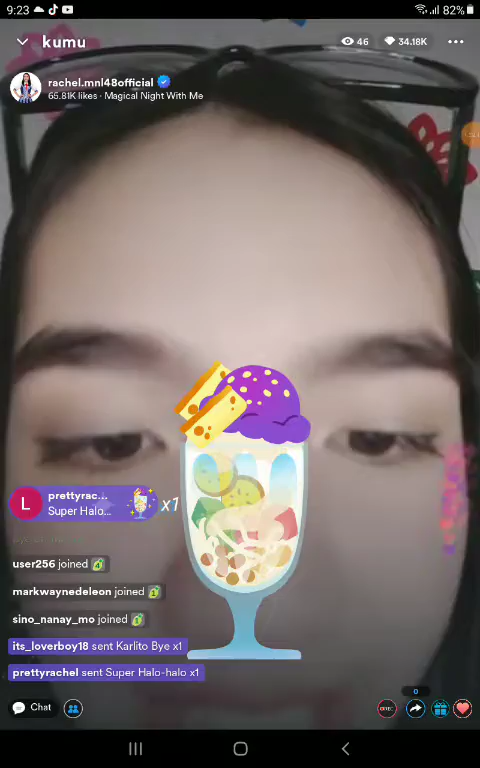 9:23
82%
kumu
46
34.18K
rachel.mnl48official
65.81K likes · Magical Night With Me
L
prettyrac...
Super Halo...
x1
user256 joined
markwaynedeleon joined
sino_nanay_mo joined
its_loverboy18 sent Karlito Bye x1
prettyrachel sent Super Halo-halo x1
0
Chat